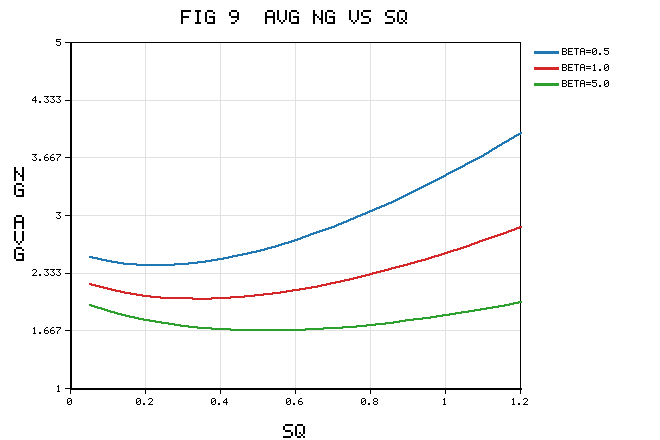 FIG 9 AVG NG VS SQ
5
4.333
3.667
3
2.333
1.667
1
NG AVG
0 0.2 0.4 0.6 0.8 1 1.2
SQ
BETA=0.5
BETA=1.0
BETA=5.0